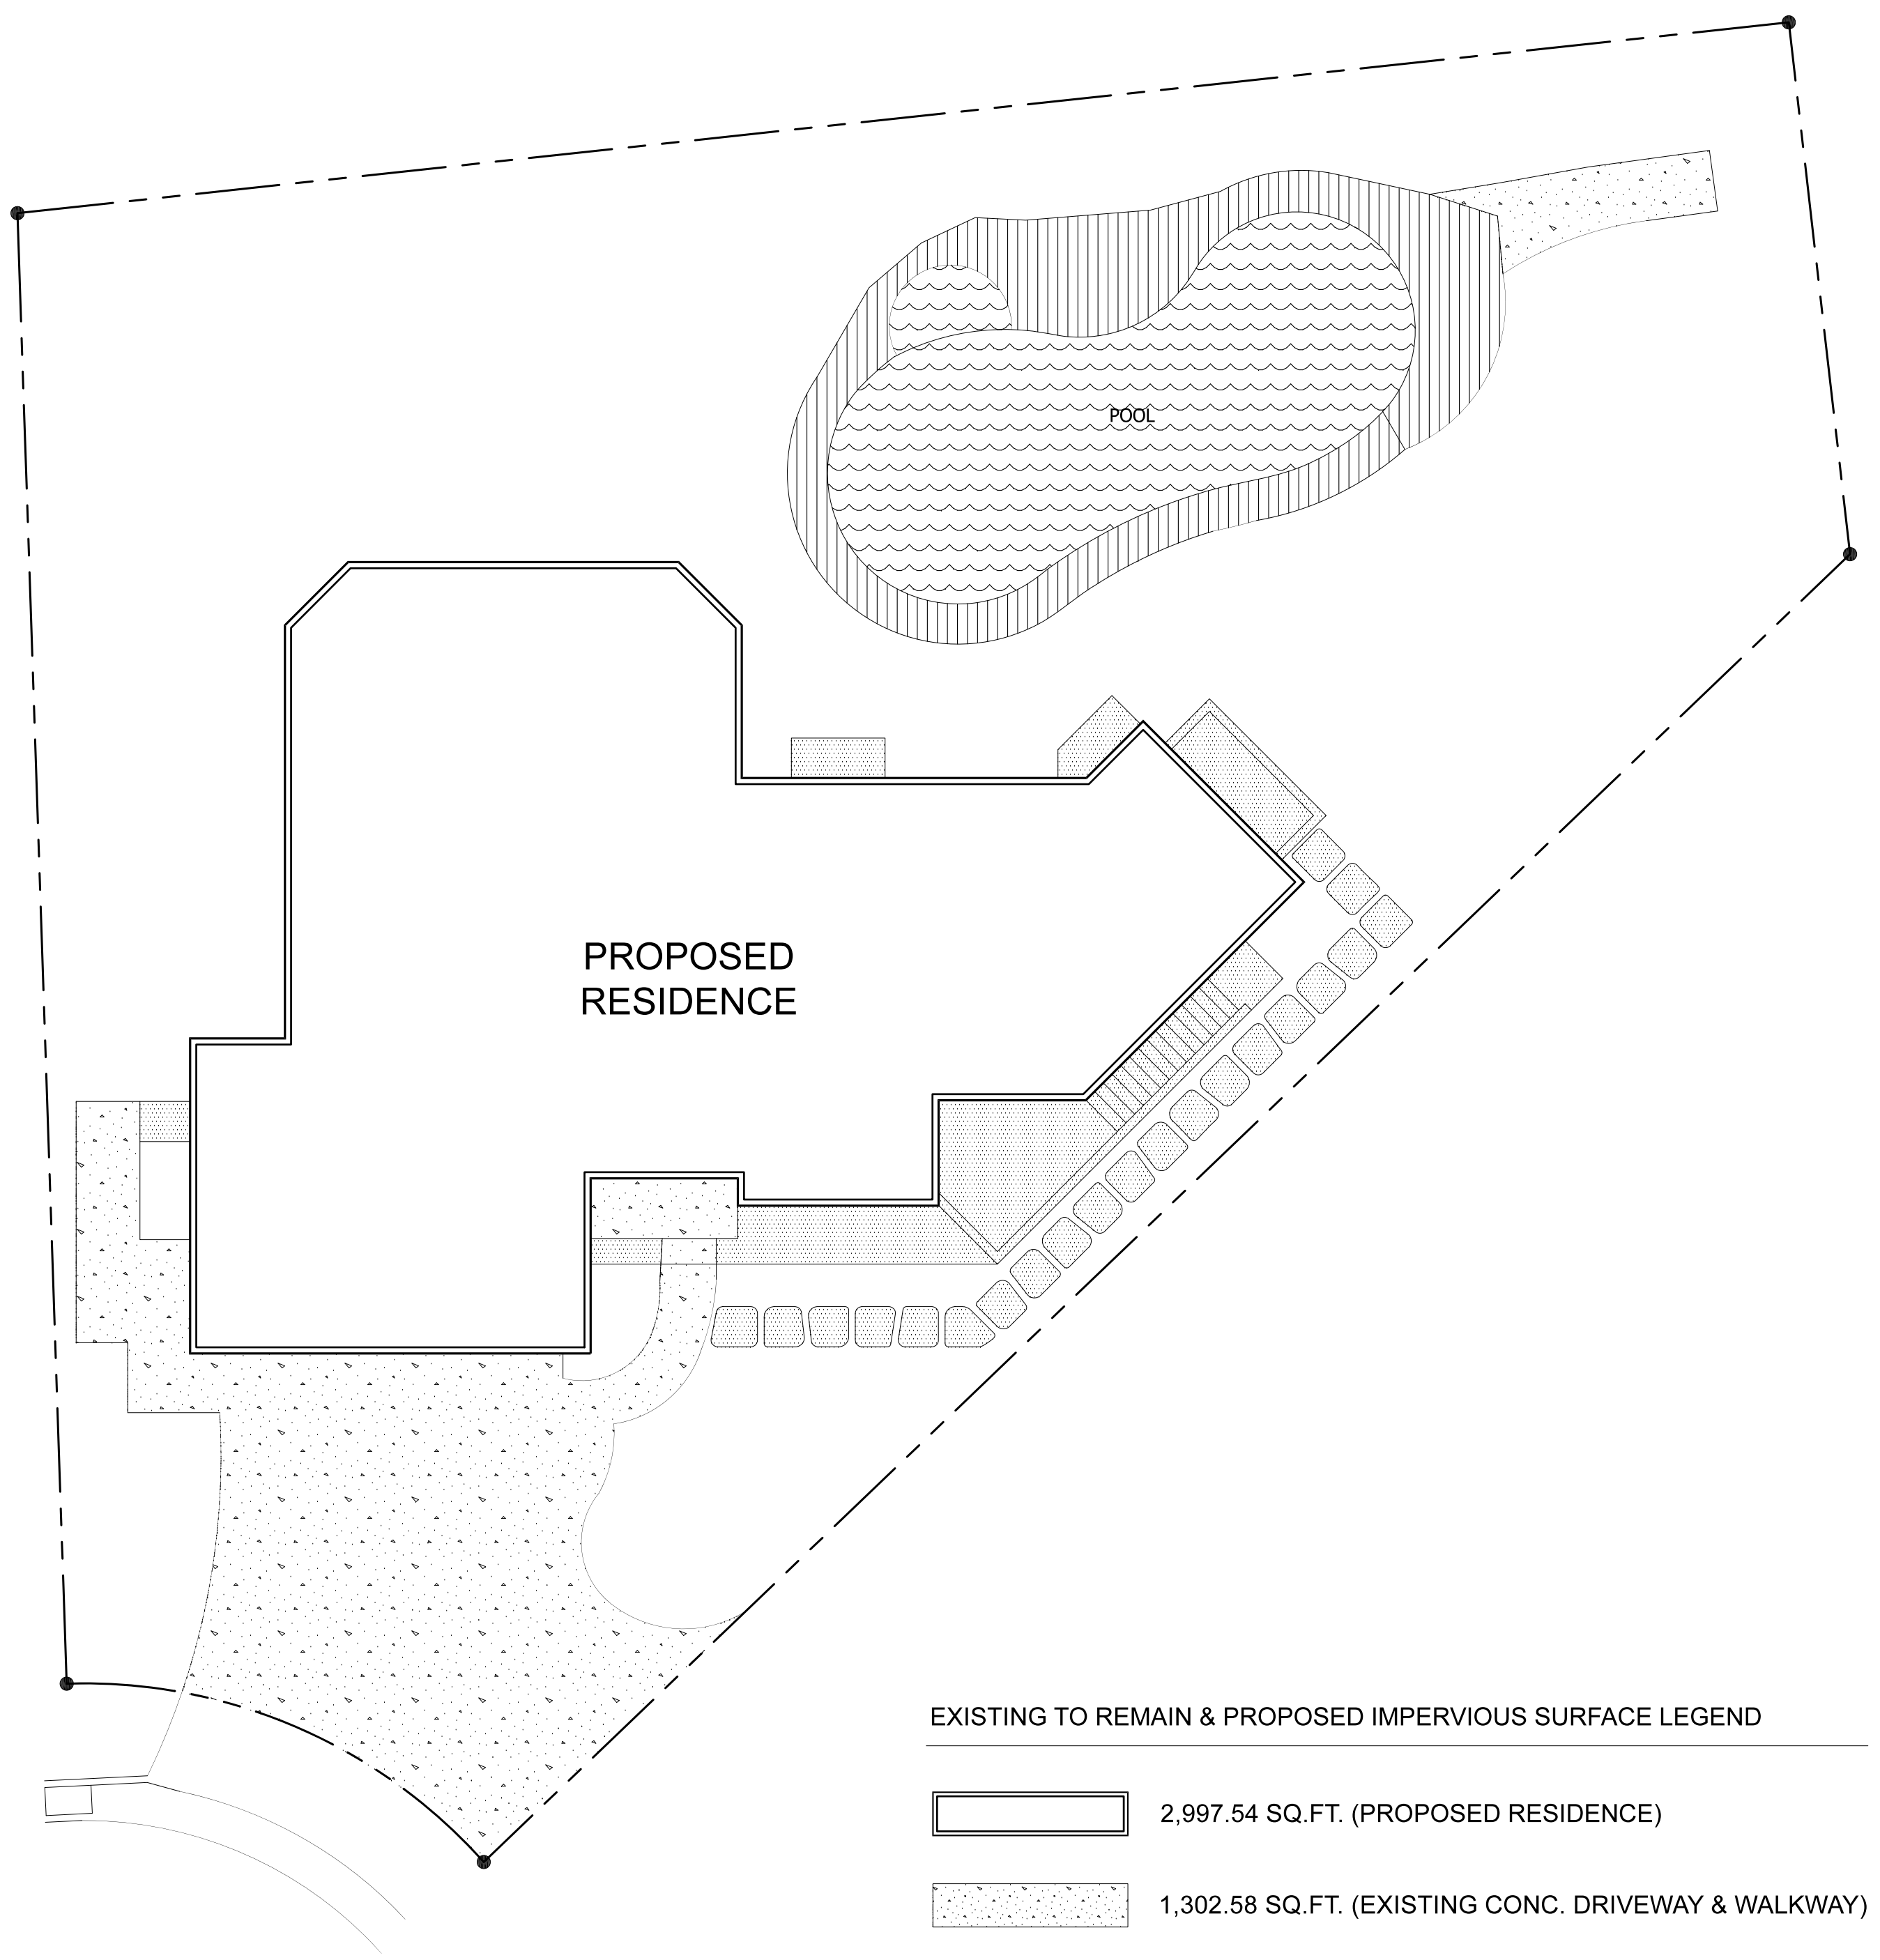 POOL
PROPOSED
RESIDENCE
EXISTING TO REMAIN & PROPOSED IMPERVIOUS SURFACE LEGEND
2,997.54 SQ.FT. (PROPOSED RESIDENCE)
1,302.58 SQ.FT. (EXISTING CONC. DRIVEWAY & WALKWAY)